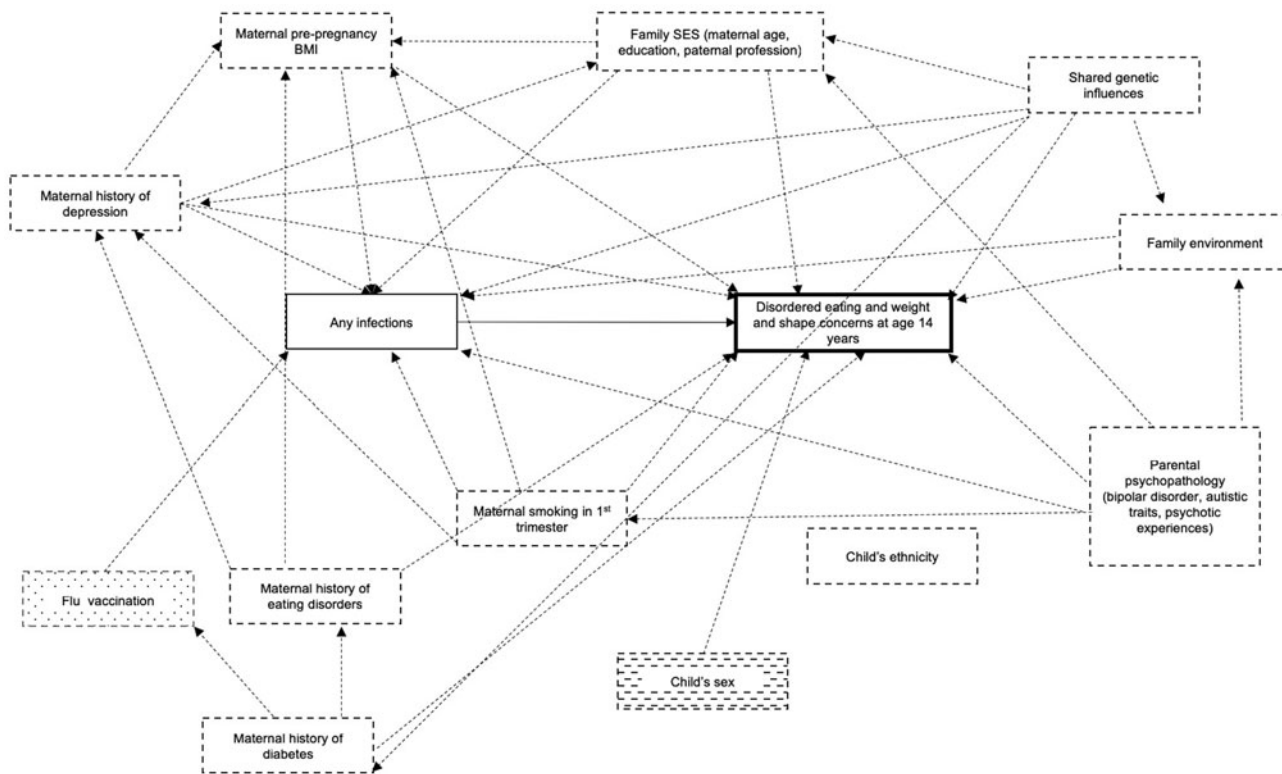 Maternal pre-pregnancy
BMI
Family SES (maternal age,
education, paternal profession)
Shared genetic
influences
Maternal history of
depression
Family environment
Any infections
Disordered eating and weight
and shape concerns at age 14
years
Parental
psychopathology
(bipolar disorder, autistic
traits, psychotic
experiences)
Maternal smoking in 1st
trimester
Child's ethnicity
Flu vaccination
Maternal history of
eating disorders
Child's sex
Maternal history of
diabetes